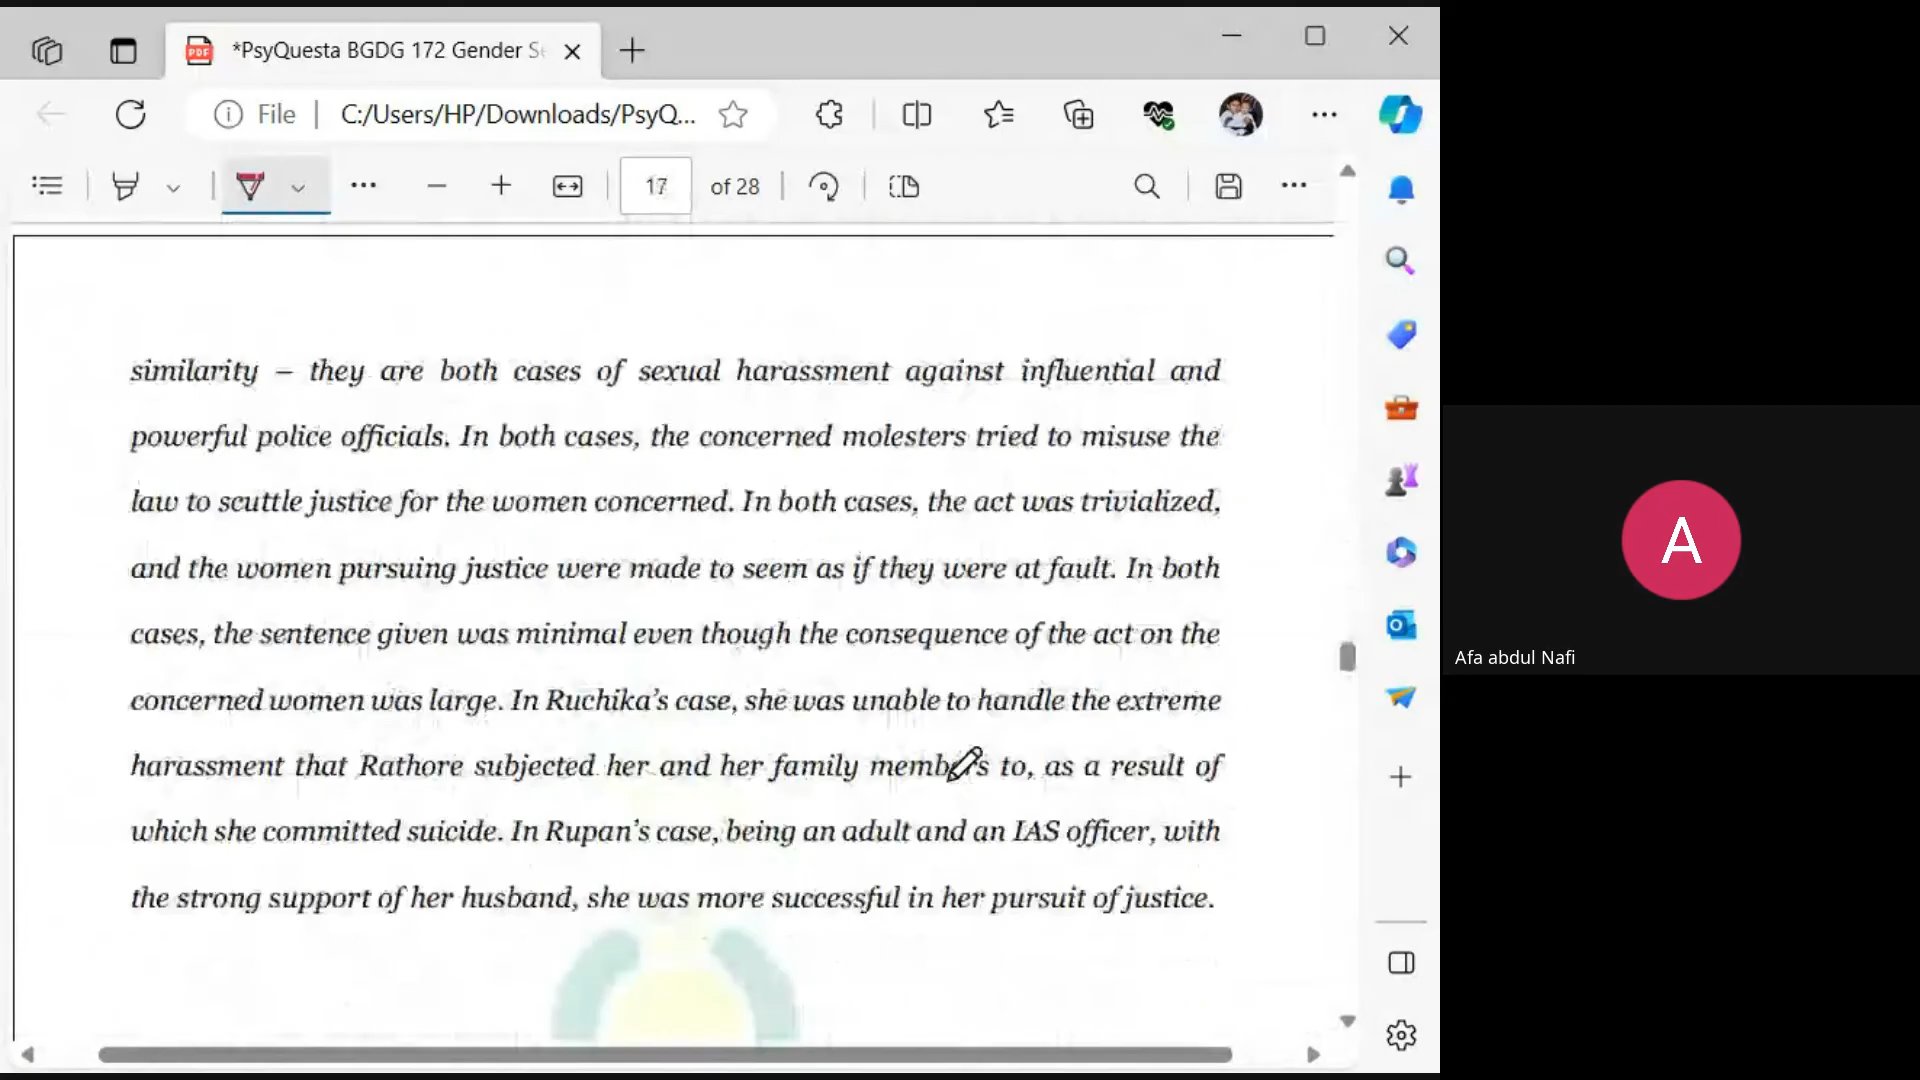 *PsyQuesta BGDG 172 Gender Se
File
C:/Users/HP/Downloads/PsyQ...
17 of 28
similarity – they are both cases of sexual harassment against influential and
powerful police officials. In both cases, the concerned molesters tried to misuse the
law to scuttle justice for the women concerned. In both cases, the act was trivialized,
and the women pursuing justice were made to seem as if they were at fault. In both
cases, the sentence given was minimal even though the consequence of the act on the
concerned women was large. In Ruchika’s case, she was unable to handle the extreme
harassment that Rathore subjected her and her family members to, as a result of
which she committed suicide. In Rupan’s case, being an adult and an IAS officer, with
the strong support of her husband, she was more successful in her pursuit of justice.
A
Afa abdul Nafi